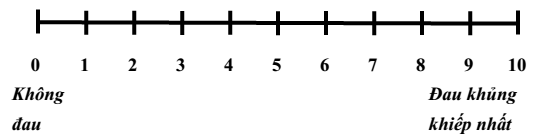 0 1 2 3 4 5 6 7 8 9 10
Không Đau khủng
đau khiếp nhất